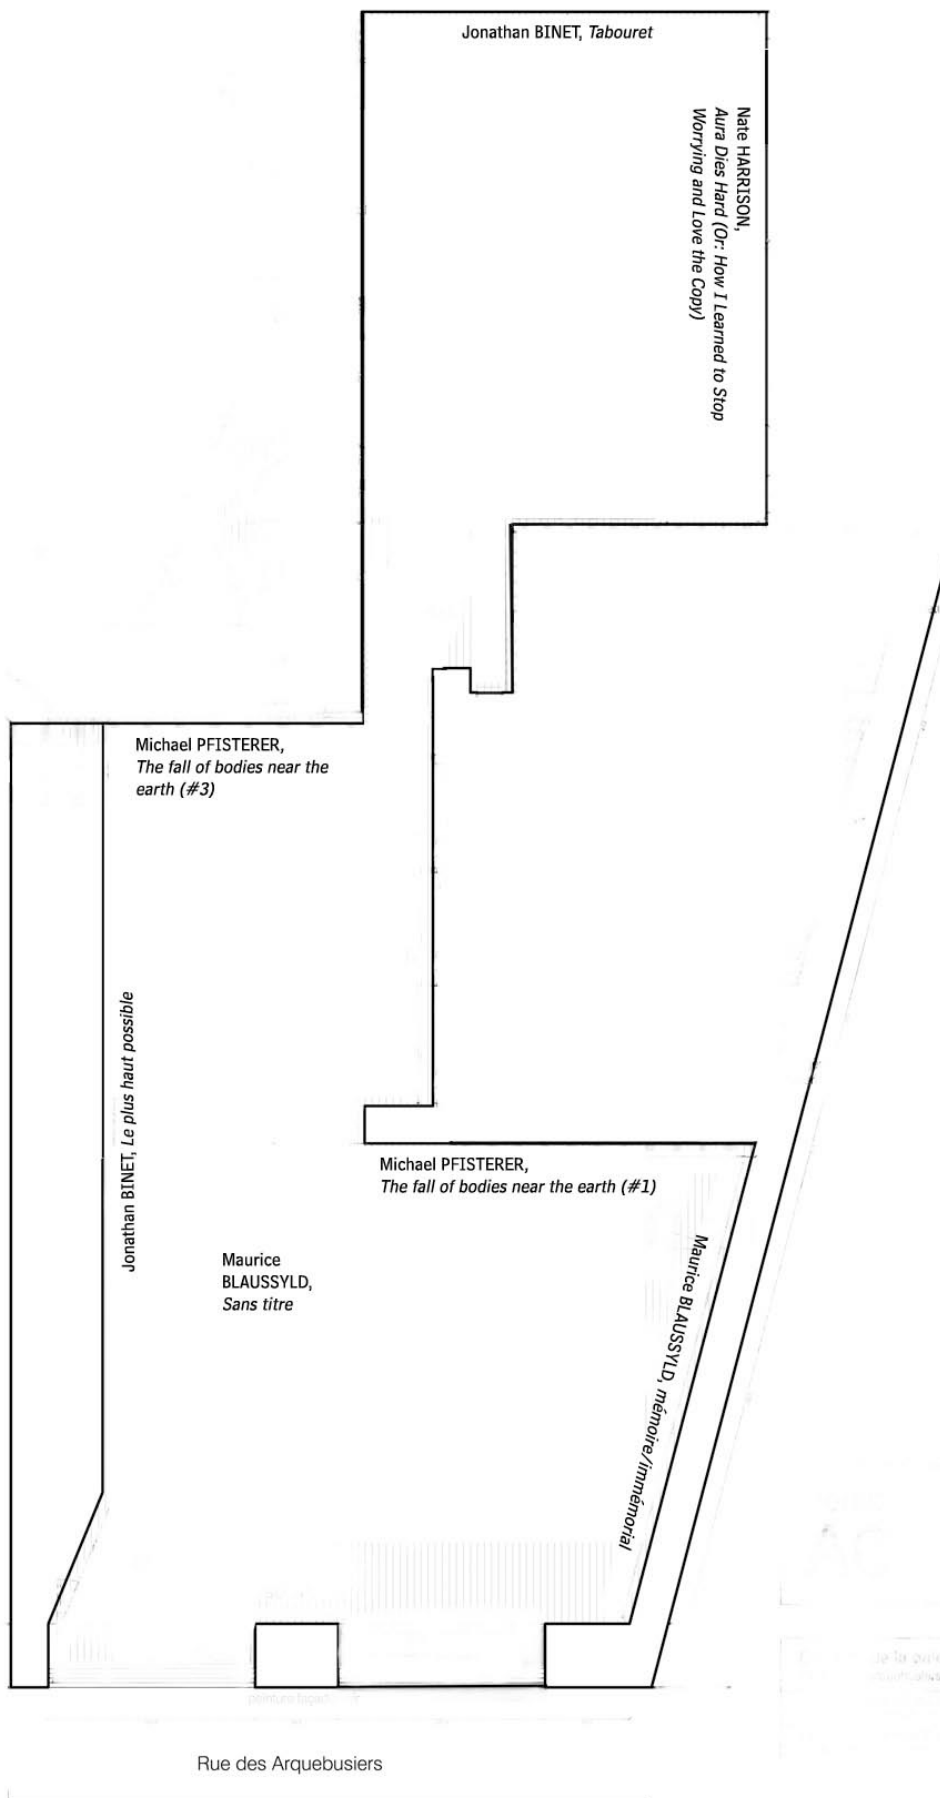 Jonathan BINET, Tabouret
Nate HARRISON,
Aura Dies Hard (Or: How I Learned to Stop
Worrying and Love the Copy)
Michael PFISTERER,
The fall of bodies near the
earth (#3)
Jonathan BINET, Le plus haut possible
Michael PFISTERER,
The fall of bodies near the earth (#1)
Maurice
BLAUSSYLD,
Sans titre
Maurice BLAUSSYLD, mémoire/immémorial
peinture façade
Rue des Arquebusiers